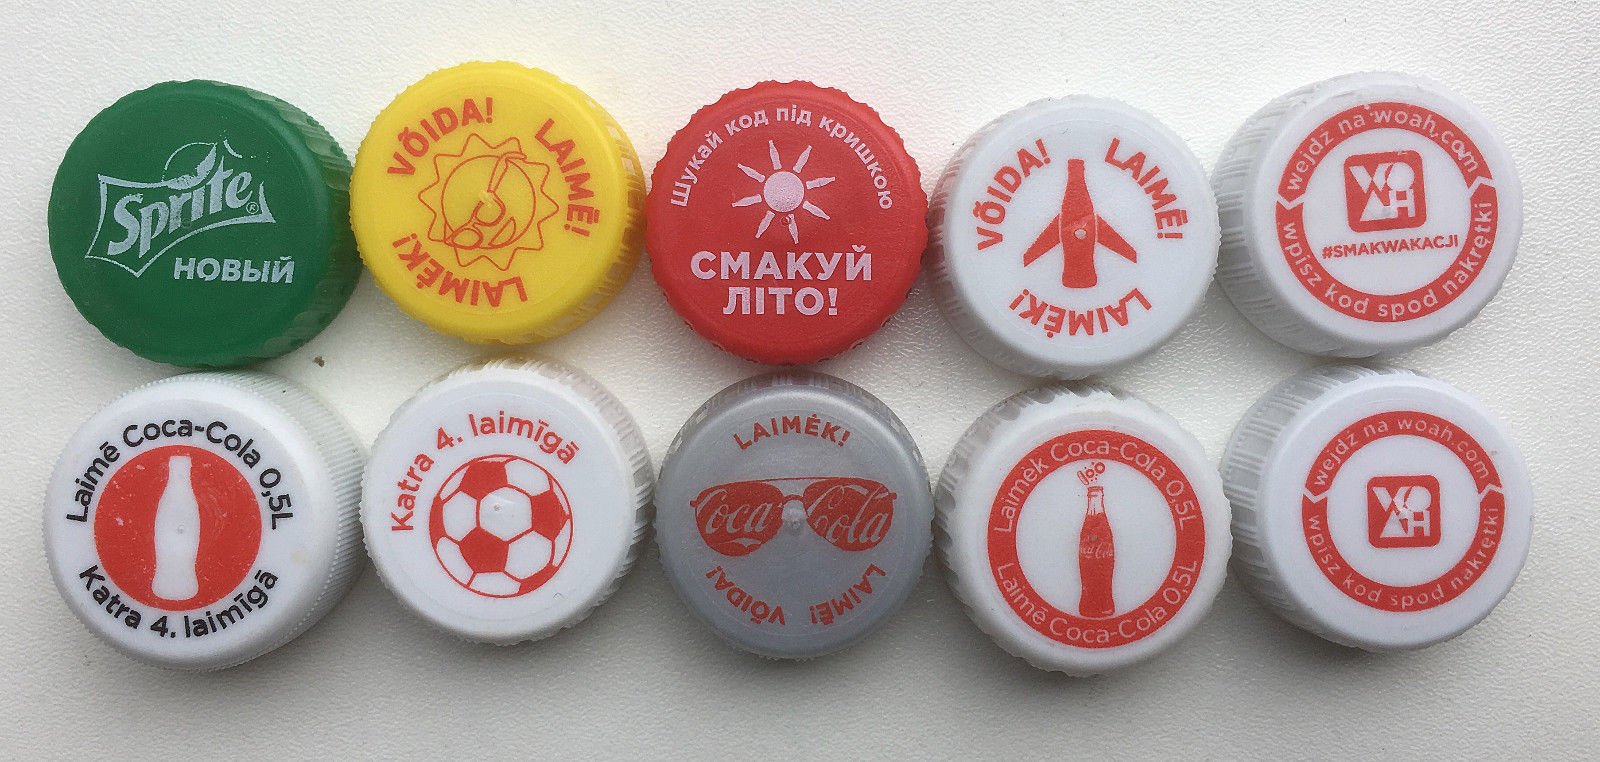 Sprite®
НОВЫЙ
VÕIDA!
LAIMĒ!
LAIMĖK!
Шукай код під кришкою
СМАКУЙ
ЛІТО!
VÕIDA!
LAIMĒ!
LAIMĖK!
wejdz na woah.com
WOAH
#SMAKWAKACJI
wpisz kod spod nakrętki
Laimē Coca-Cola 0,5L
Katra 4. laimīgā
Katra 4. laimīgā
LAIMĖK!
Coca Cola
LAIMĒ!
VÕIDA!
Laimėk Coca-Cola 0,5L
Coca-Cola
Laimē Coca-Cola 0,5L
wejdz na woah.com
WOAH
wpisz kod spod nakrętki